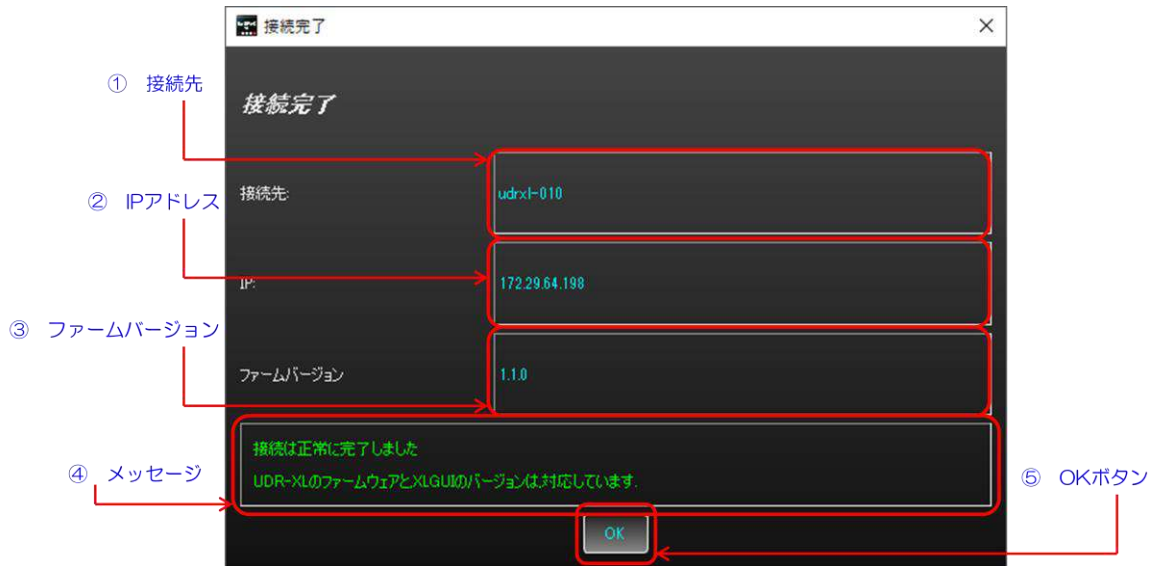 接続完了
① 接続先
接続完了
接続先:
udrxl-010
② IPアドレス
IP:
172.29.64.198
③ ファームバージョン
ファームバージョン
1.1.0
④ メッセージ
接続は正常に完了しました
UDR-XLのファームウェアとXLGUIのバージョンは対応しています.
⑤ OKボタン
OK